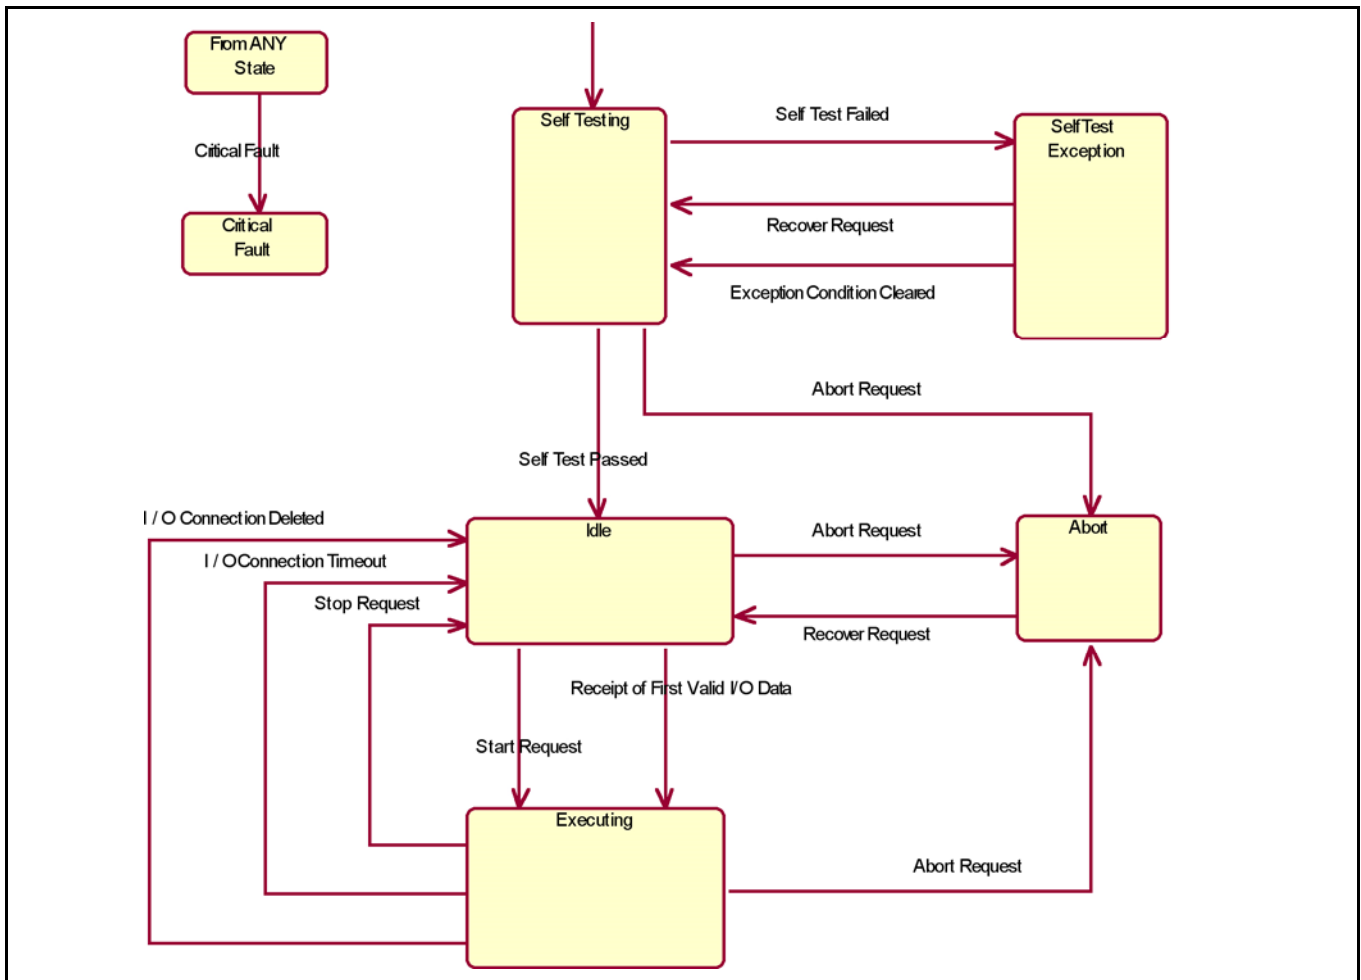 From ANY
State
Critical Fault
Critical
Fault
Self Testing
Self Test Failed
Self Test
Exception
Recover Request
Exception Condition Cleared
Abort Request
Self Test Passed
I / O Connection Deleted
I / O Connection Timeout
Stop Request
Idle
Abort Request
Abort
Recover Request
Receipt of First Valid I/O Data
Start Request
Executing
Abort Request